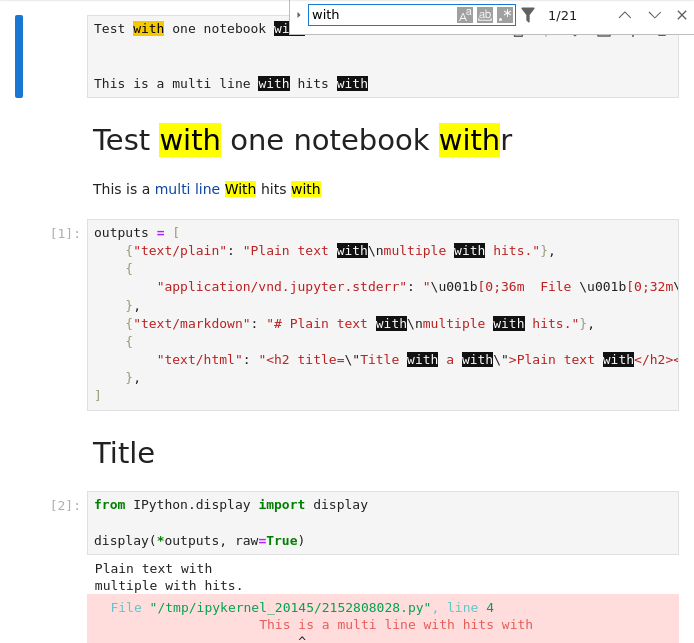 with
Aª ab .* 1/21
Test with one notebook wi
This is a multi line with hits with
Test with one notebook withr
This is a multi line With hits with
[1]: outputs = [
{"text/plain": "Plain text with\nmultiple with hits."},
{
"application/vnd.jupyter.stderr": "\u001b[0;36m  File \u001b[0;32m\
},
{"text/markdown": "# Plain text with\nmultiple with hits."},
{
"text/html": "<h2 title=\"Title with a with\">Plain text with</h2><
},
]
Title
[2]: from IPython.display import display
display(*outputs, raw=True)
Plain text with
multiple with hits.
File "/tmp/ipykernel_20145/2152808028.py", line 4
This is a multi line with hits with
^